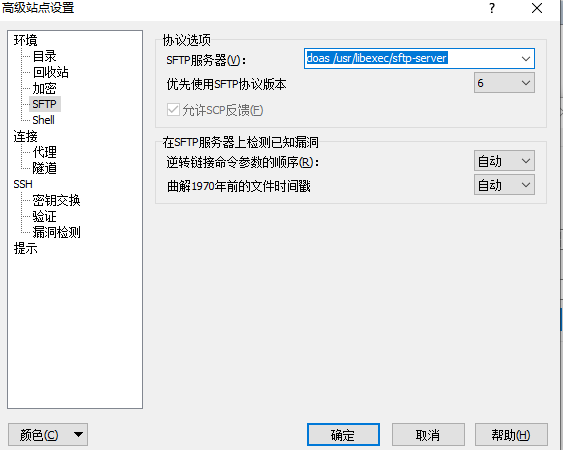 高级站点设置
?
环境
目录
回收站
加密
SFTP
Shell
连接
代理
隧道
SSH
密钥交换
验证
漏洞检测
提示
协议选项
SFTP服务器(V)：
doas /usr/libexec/sftp-server
优先使用SFTP协议版本
6
允许SCP反馈(F)
在SFTP服务器上检测已知漏洞
逆转链接命令参数的顺序(R)：
自动
曲解1970年前的文件时间戳
自动
颜色(C)
确定
取消
帮助(H)